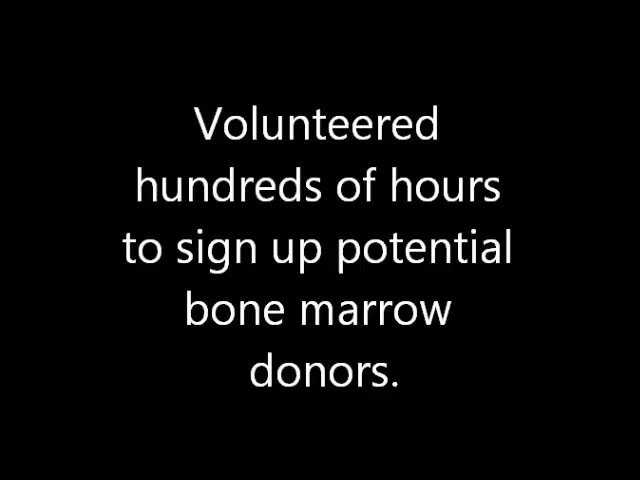 Volunteered
hundreds of hours
to sign up potential
bone marrow
donors.